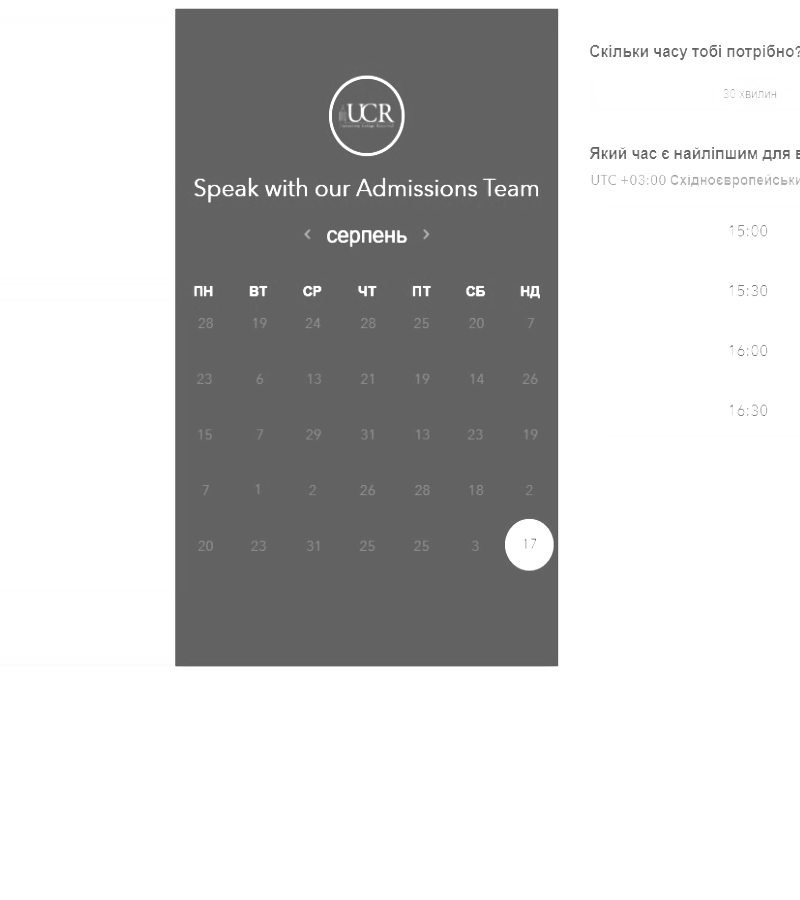 UCR
Speak with our Admissions Team
‹ серпень ›
ПН ВТ СР ЧТ ПТ СБ НД
28 19 24 28 25 20 7
23 6 13 21 19 14 26
15 7 29 31 13 23 19
7 1 2 26 28 18 2
20 23 31 25 25 3 17
Скільки часу тобі потрібно?
30 хвилин
Який час є найліпшим для в
UTC +03:00 Східноєвропейськи
15:00
15:30
16:00
16:30